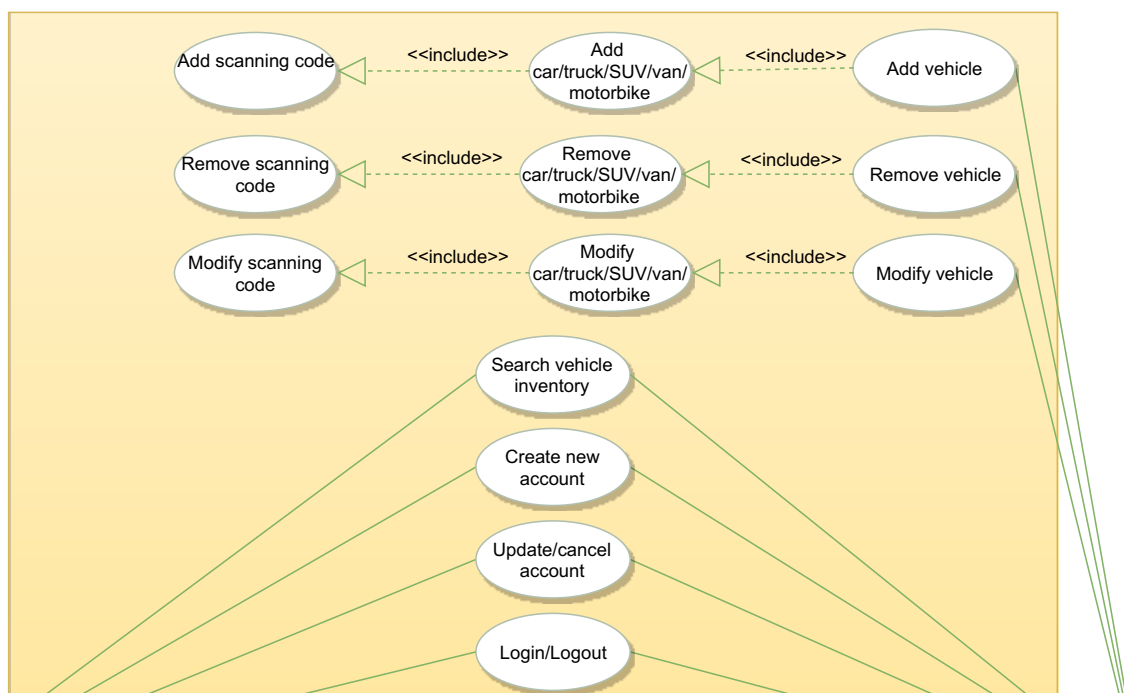 Add scanning code
<<include>>
Add
car/truck/SUV/van/
motorbike
<<include>>
Add vehicle
Remove scanning
code
<<include>>
Remove
car/truck/SUV/van/
motorbike
<<include>>
Remove vehicle
Modify scanning
code
<<include>>
Modify
car/truck/SUV/van/
motorbike
<<include>>
Modify vehicle
Search vehicle
inventory
Create new
account
Update/cancel
account
Login/Logout